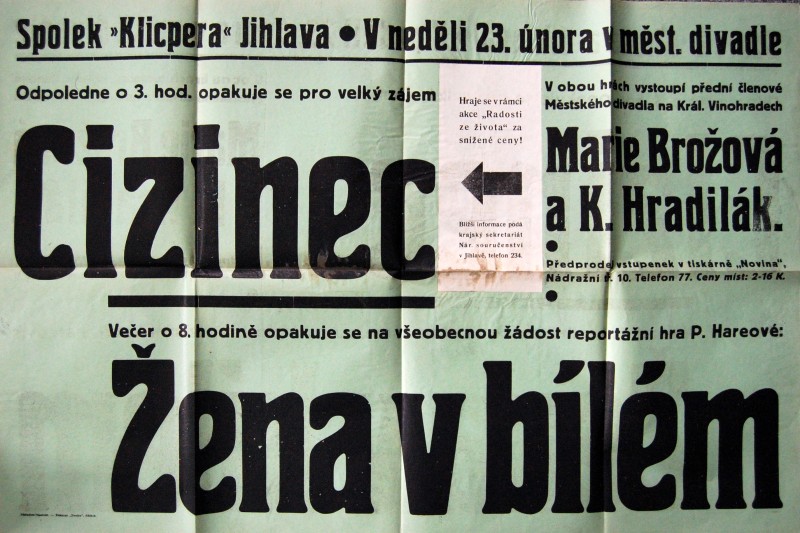 Spolek »Klicpera« Jihlava ● V neděli 23. února v měst. divadle
Odpoledne o 3. hod. opakuje se pro velký zájem
Cizinec
Hraje se v rámci
akce „Radosti
ze života“ za
snížené ceny!
Bližší informace podá
krajský sekretariát
Nár. souručenství
v Jihlavě, telefon 234.
V obou hrách vystoupí přední členové
Městského divadla na Král. Vinohradech
Marie Brožová
a K. Hradilák.
Předprodej vstupenek v tiskárně „Novina“,
Nádražní tř. 10. Telefon 77. Ceny míst: 2-16 K.
Večer o 8. hodině opakuje se na všeobecnou žádost reportážní hra P. Hareové:
Žena v bílém